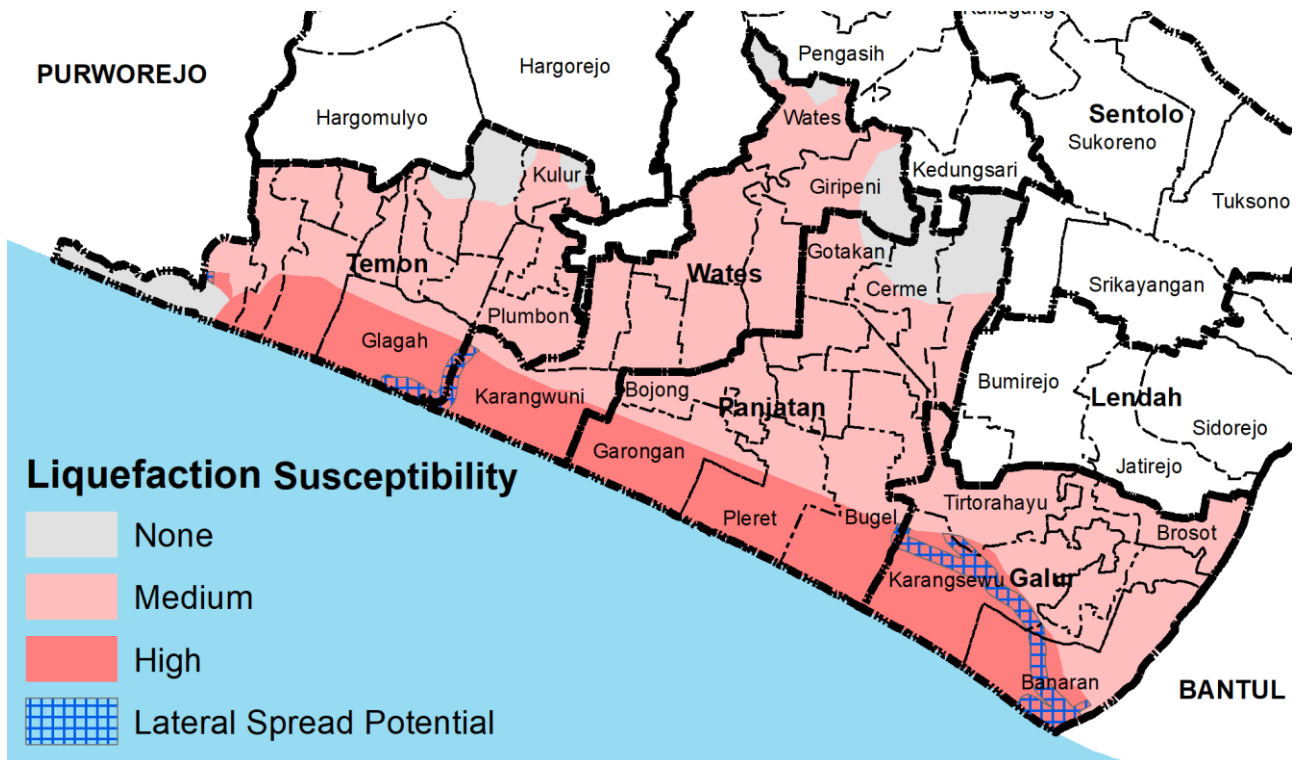 Kaliagang
Pengasih
PURWOREJO
Hargorejo
Hargomulyo
Wates
Sentolo
Sukoreno
Kulur
Giripeni
Kedungsari
Tuksono
Gotakan
Temon
Wates
Cerme
Srikayangan
Plumbon
Glagah
Karangwuni
Bojong
Panjatan
Bumirejo
Lendah
Sidorejo
Garongan
Jatirejo
Liquefaction Susceptibility
Tirtorahayu
Pleret
Bugel
Brosot
None
Karangsewu
Galur
Medium
High
Banaran
BANTUL
Lateral Spread Potential